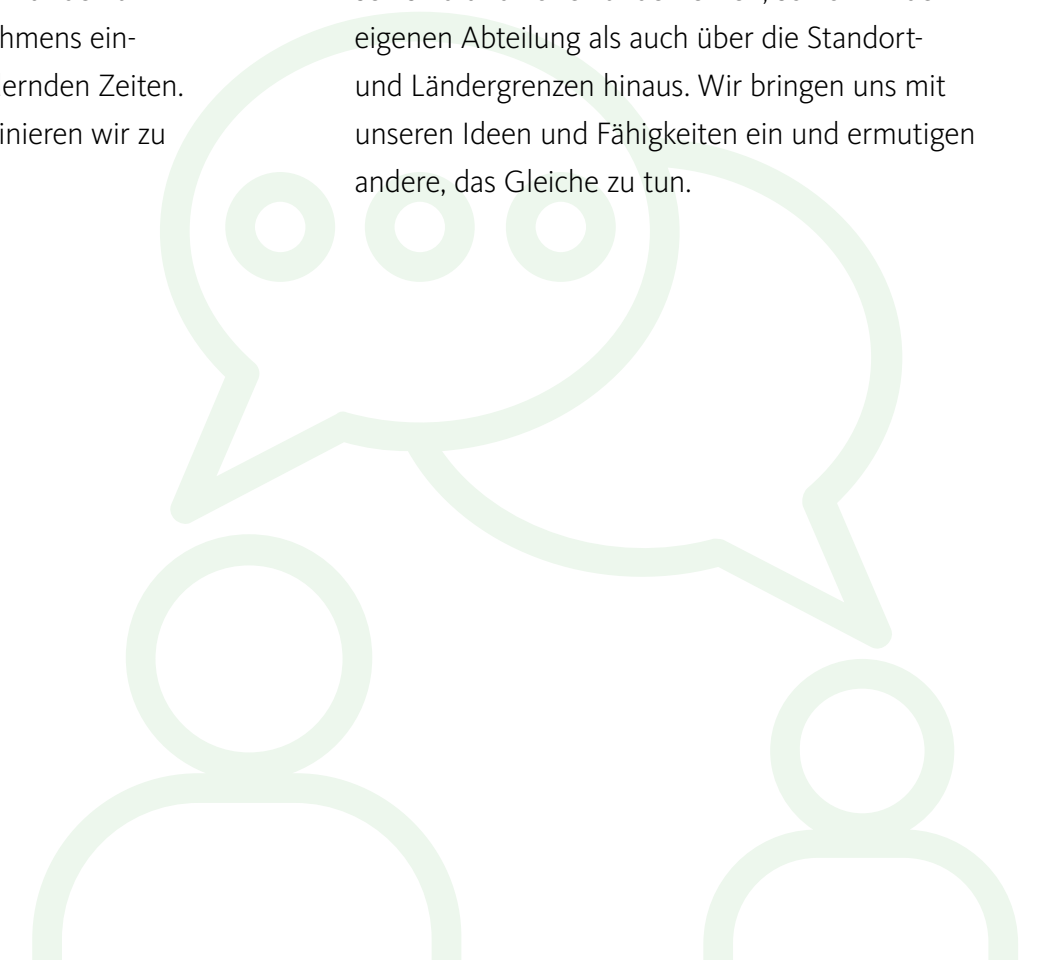 hmens ein-
ernden Zeiten.
inieren wir zu
eigenen Abteilung als auch über die Standort-
und Ländergrenzen hinaus. Wir bringen uns mit
unseren Ideen und Fähigkeiten ein und ermutigen
andere, das Gleiche zu tun.